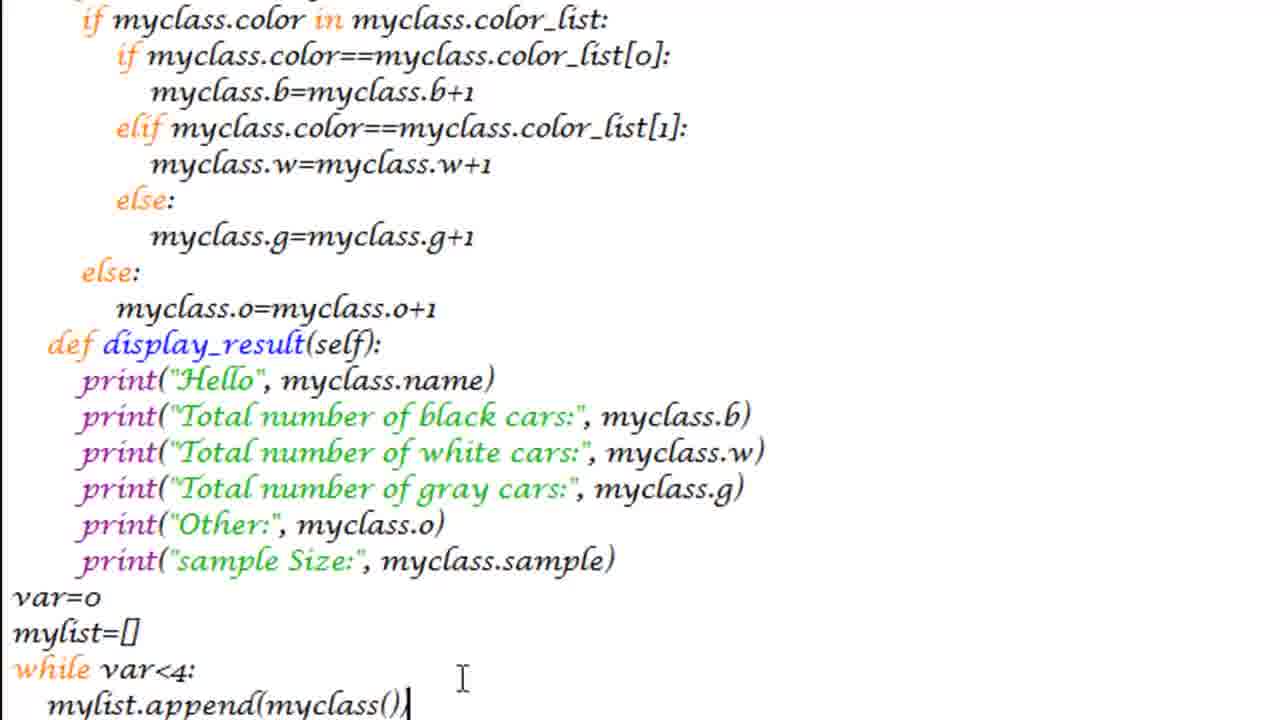 if myclass.color in myclass.color_list:
if myclass.color==myclass.color_list[0]:
myclass.b=myclass.b+1
elif myclass.color==myclass.color_list[1]:
myclass.w=myclass.w+1
else:
myclass.g=myclass.g+1
else:
myclass.o=myclass.o+1
def display_result(self):
print("Hello", myclass.name)
print("Total number of black cars:", myclass.b)
print("Total number of white cars:", myclass.w)
print("Total number of gray cars:", myclass.g)
print("Other:", myclass.o)
print("sample Size:", myclass.sample)
var=0
mylist=[]
while var<4:
mylist.append(myclass())